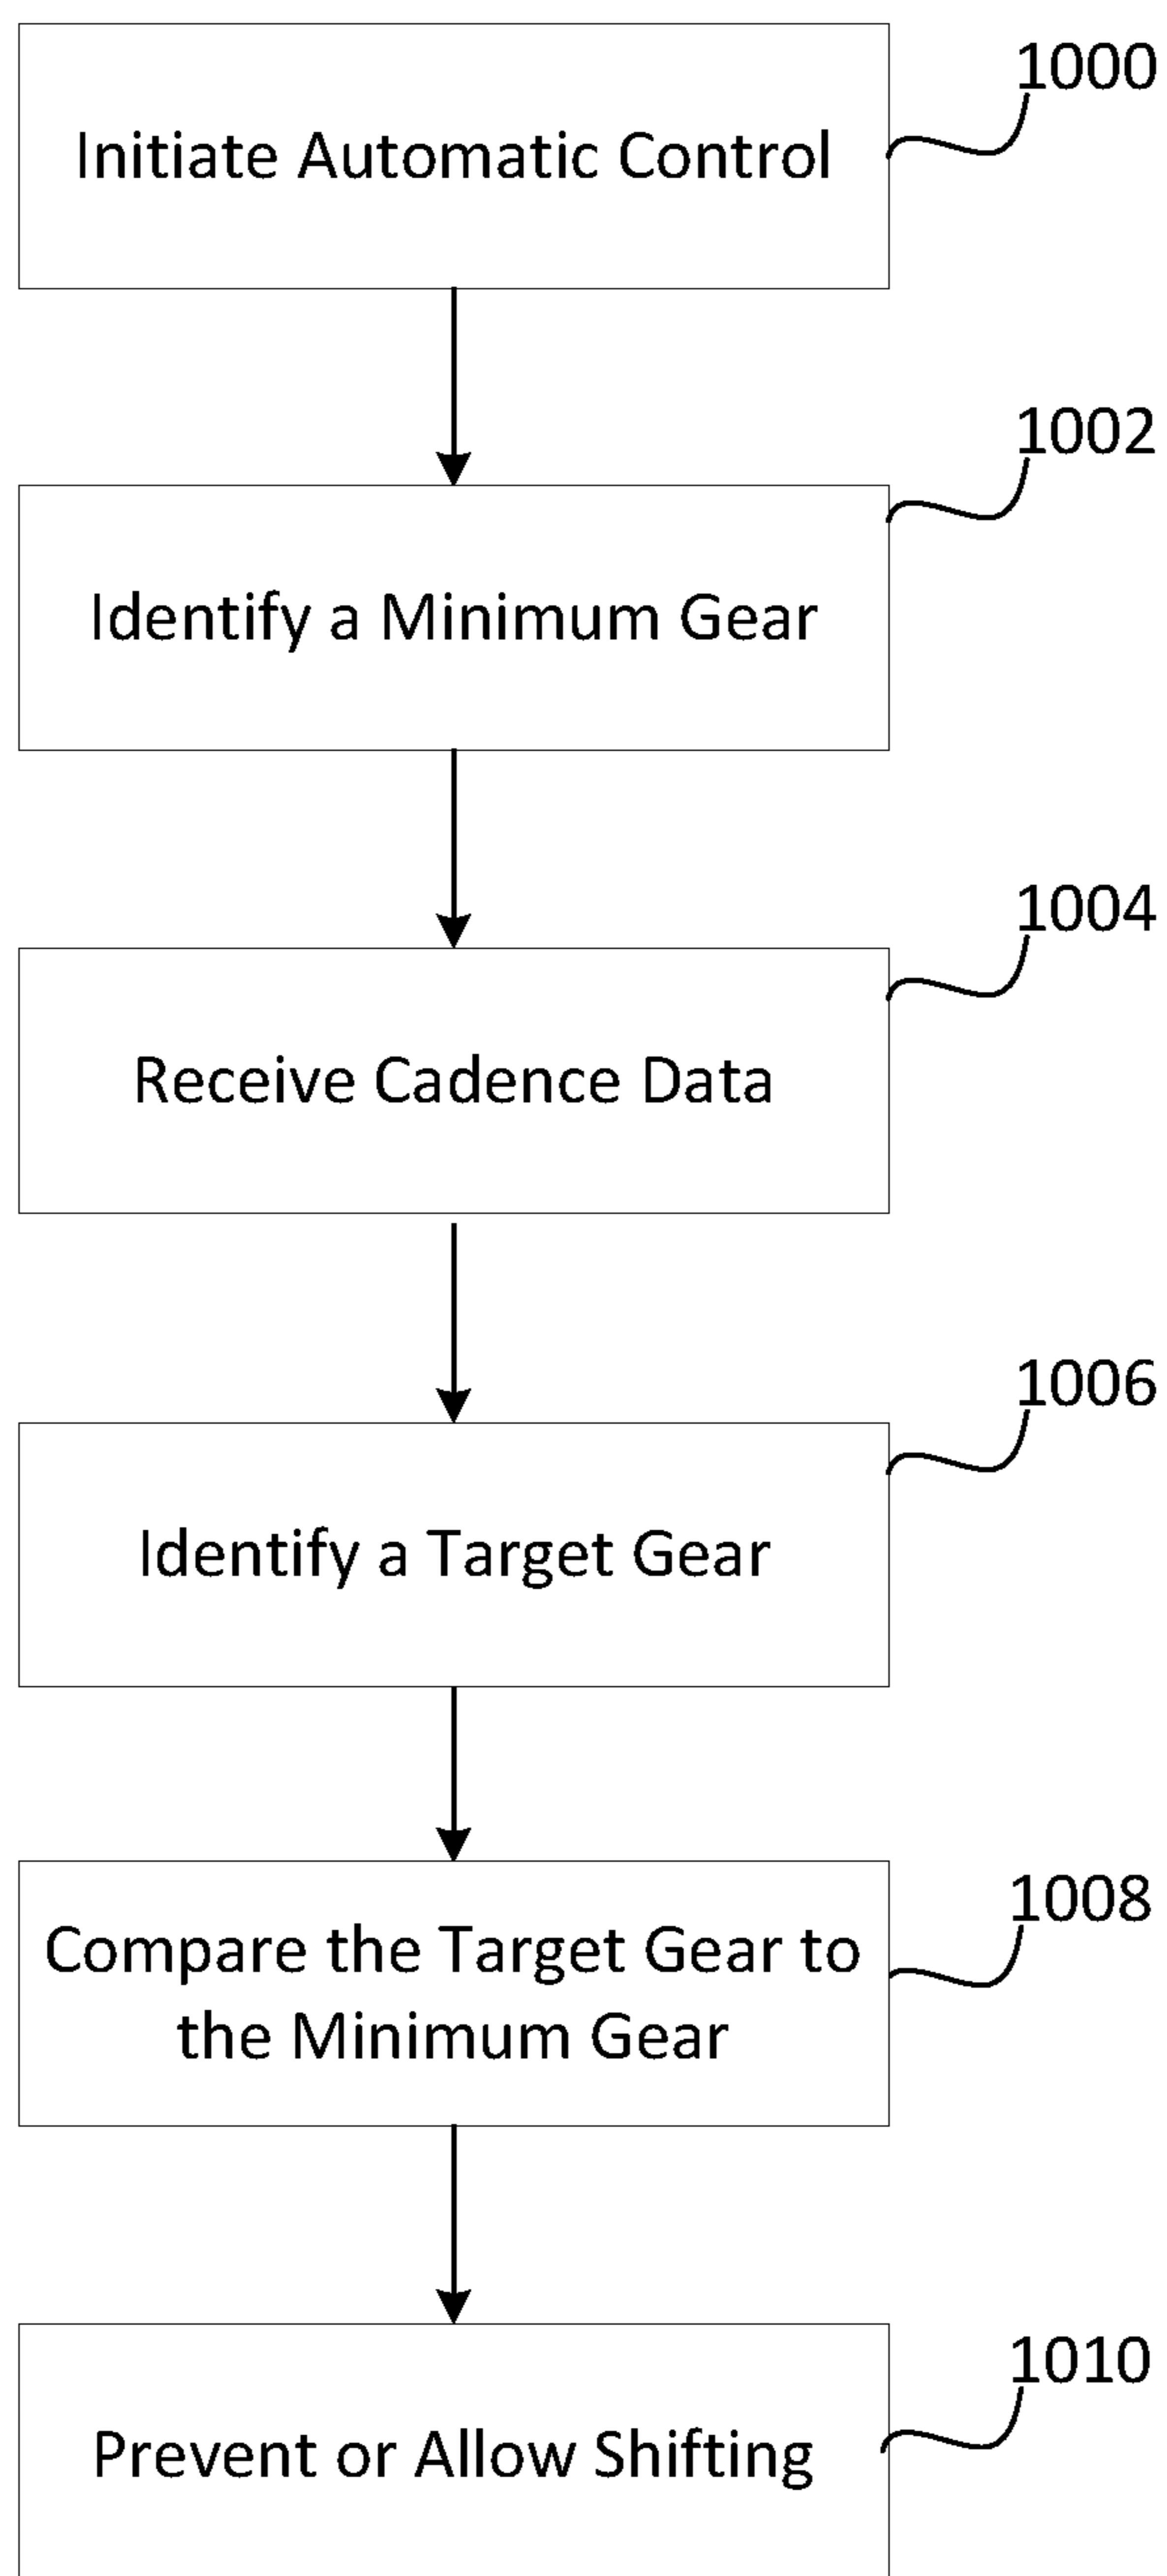 1000
Initiate Automatic Control
1002
Identify a Minimum Gear
1004
Receive Cadence Data
1006
Identify a Target Gear
1008
Compare the Target Gear to
the Minimum Gear
1010
Prevent or Allow Shifting